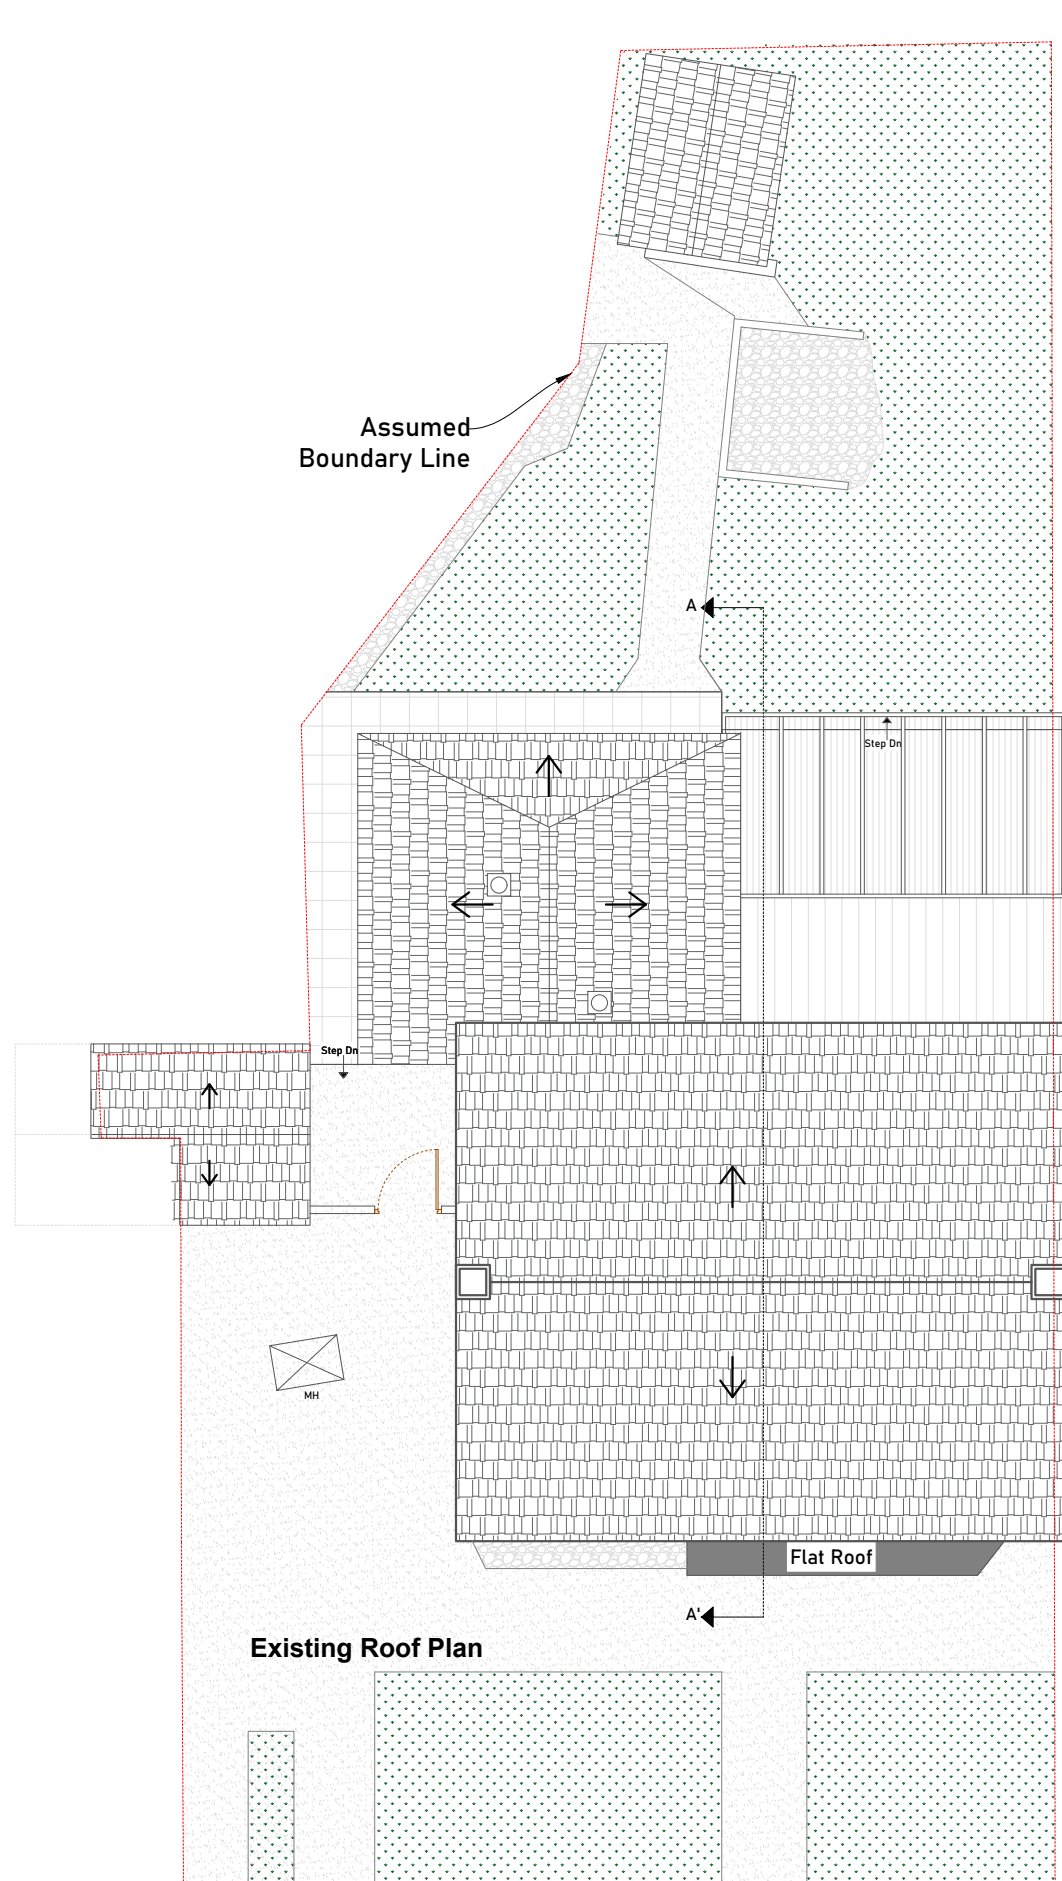 Assumed
Boundary Line
A
Step Dn
Step Dn
MH
Flat Roof
A'
Existing Roof Plan